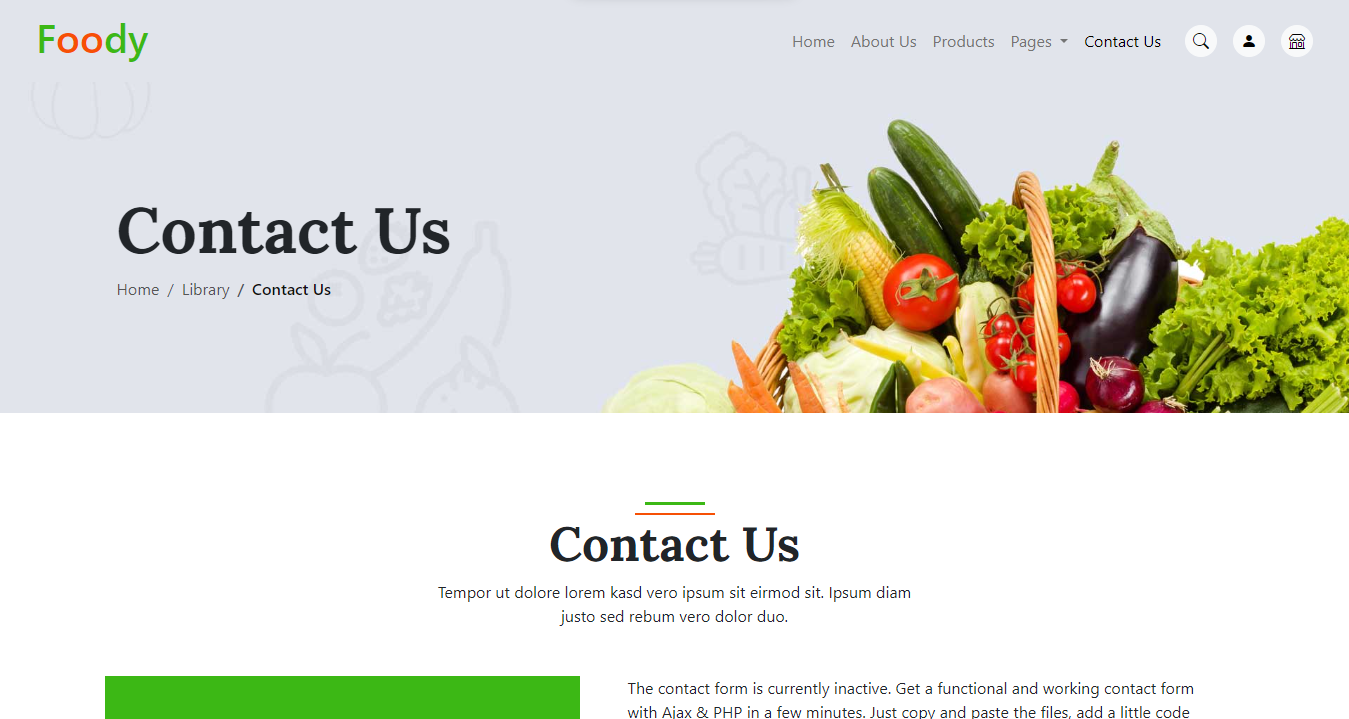 Foody
Home About Us Products Pages Contact Us
Contact Us
Home / Library / Contact Us
Contact Us
Tempor ut dolore lorem kasd vero ipsum sit eirmod sit. Ipsum diam
justo sed rebum vero dolor duo.
The contact form is currently inactive. Get a functional and working contact form
with Ajax & PHP in a few minutes. Just copy and paste the files, add a little code